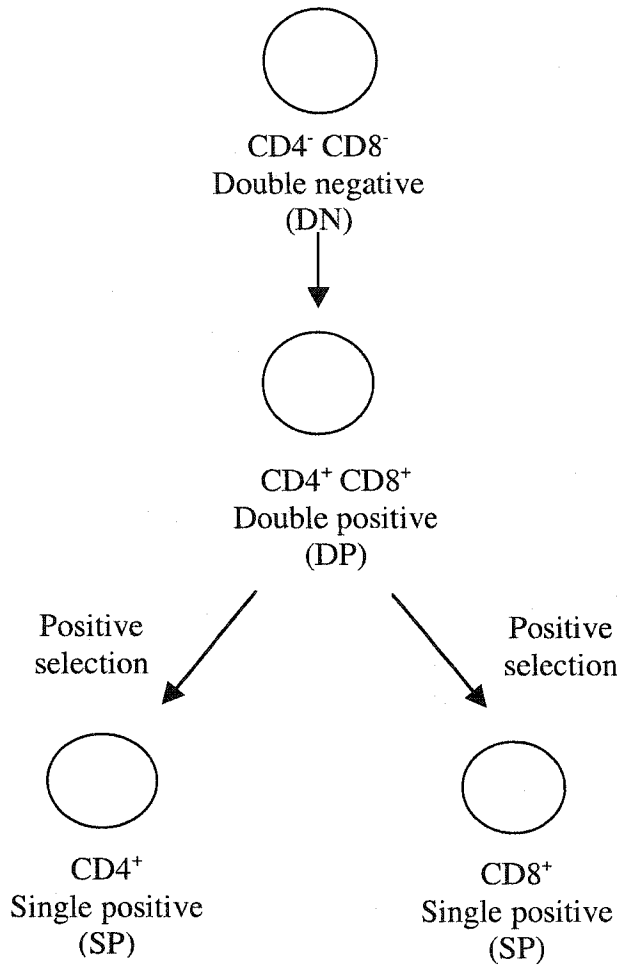 CD4⁻ CD8⁻
Double negative
(DN)
CD4⁺ CD8⁺
Double positive
(DP)
Positive
selection
Positive
selection
CD4⁺
Single positive
(SP)
CD8⁺
Single positive
(SP)